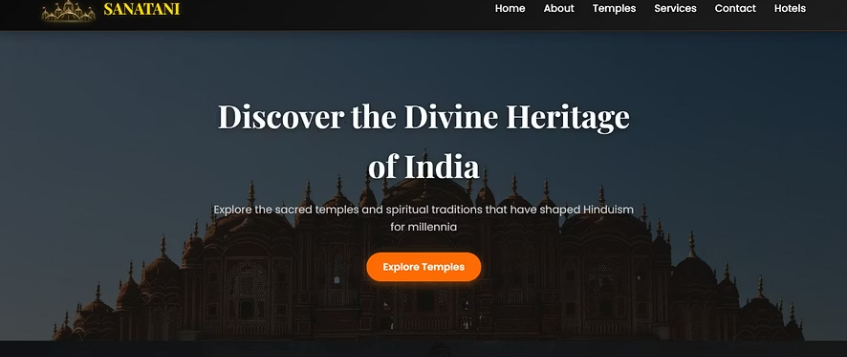 SANATANI
Home About Temples Services Contact Hotels
Discover the Divine Heritage
of India
Explore the sacred temples and spiritual traditions that have shaped Hinduism
for millennia
Explore Temples